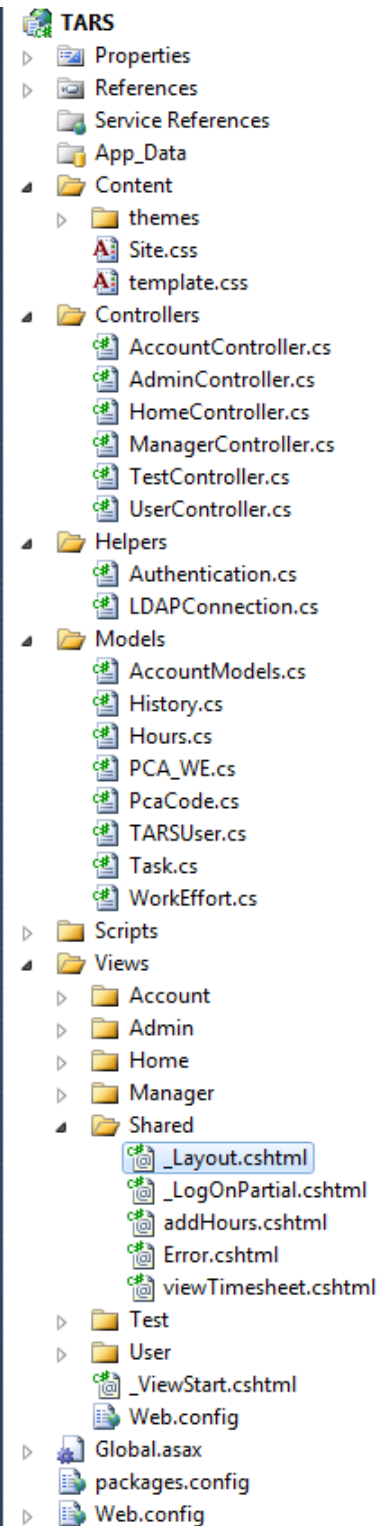 TARS
Properties
References
Service References
App_Data
Content
themes
Site.css
template.css
Controllers
AccountController.cs
AdminController.cs
HomeController.cs
ManagerController.cs
TestController.cs
UserController.cs
Helpers
Authentication.cs
LDAPConnection.cs
Models
AccountModels.cs
History.cs
Hours.cs
PCA_WE.cs
PcaCode.cs
TARSUser.cs
Task.cs
WorkEffort.cs
Scripts
Views
Account
Admin
Home
Manager
Shared
_Layout.cshtml
_LogOnPartial.cshtml
addHours.cshtml
Error.cshtml
viewTimesheet.cshtml
Test
User
_ViewStart.cshtml
Web.config
Global.asax
packages.config
Web.config